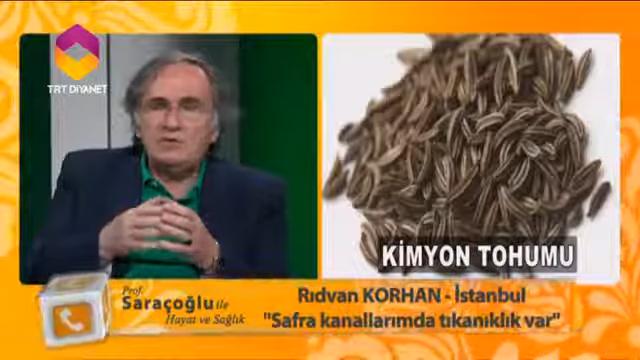 TRT DİYANET
KİMYON TOHUMU
Prof.
Saraçoğlu ile
Hayat ve Sağlık
Rıdvan KORHAN - İstanbul
"Safra kanallarımda tıkanıklık var"